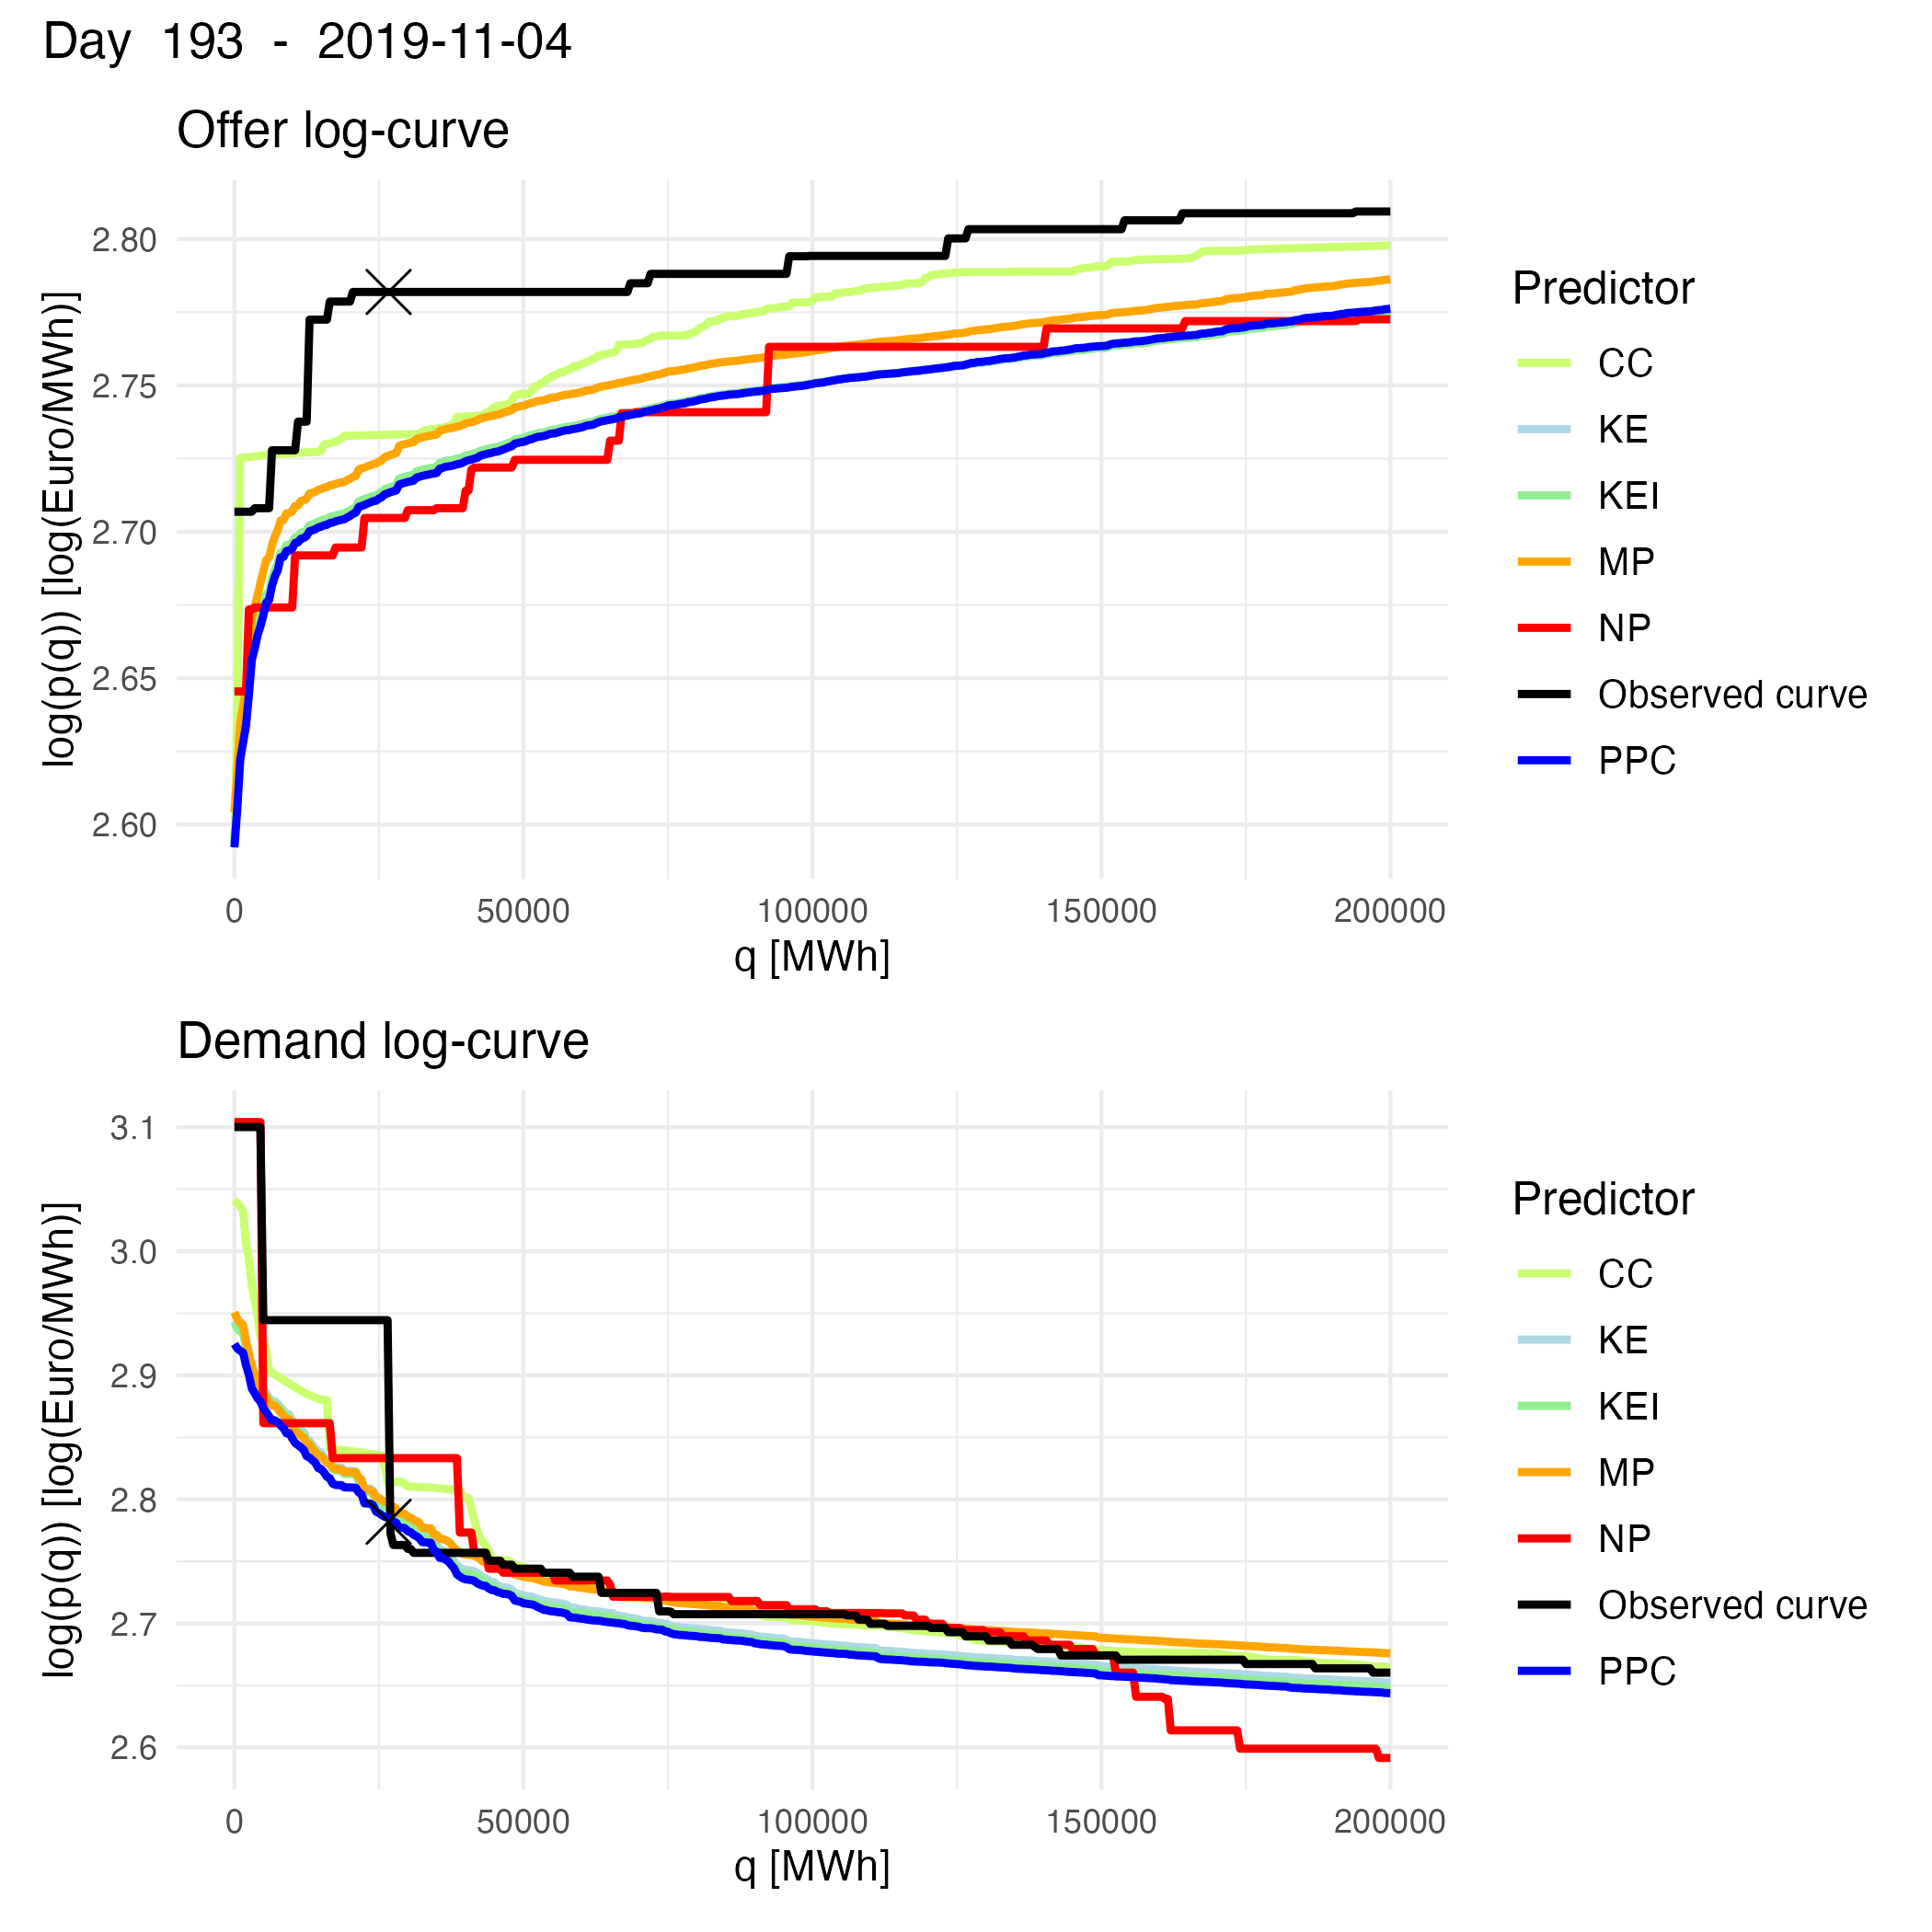 Day 193 - 2019-11-04
Offer log-curve
log(p(q)) [log(Euro/MWh)]
2.80
2.75
2.70
2.65
2.60
0 50000 100000 150000 200000
q [MWh]
Predictor
CC
KE
KEI
MP
NP
Observed curve
PPC
Demand log-curve
log(p(q)) [log(Euro/MWh)]
3.1
3.0
2.9
2.8
2.7
2.6
0 50000 100000 150000 200000
q [MWh]
Predictor
CC
KE
KEI
MP
NP
Observed curve
PPC